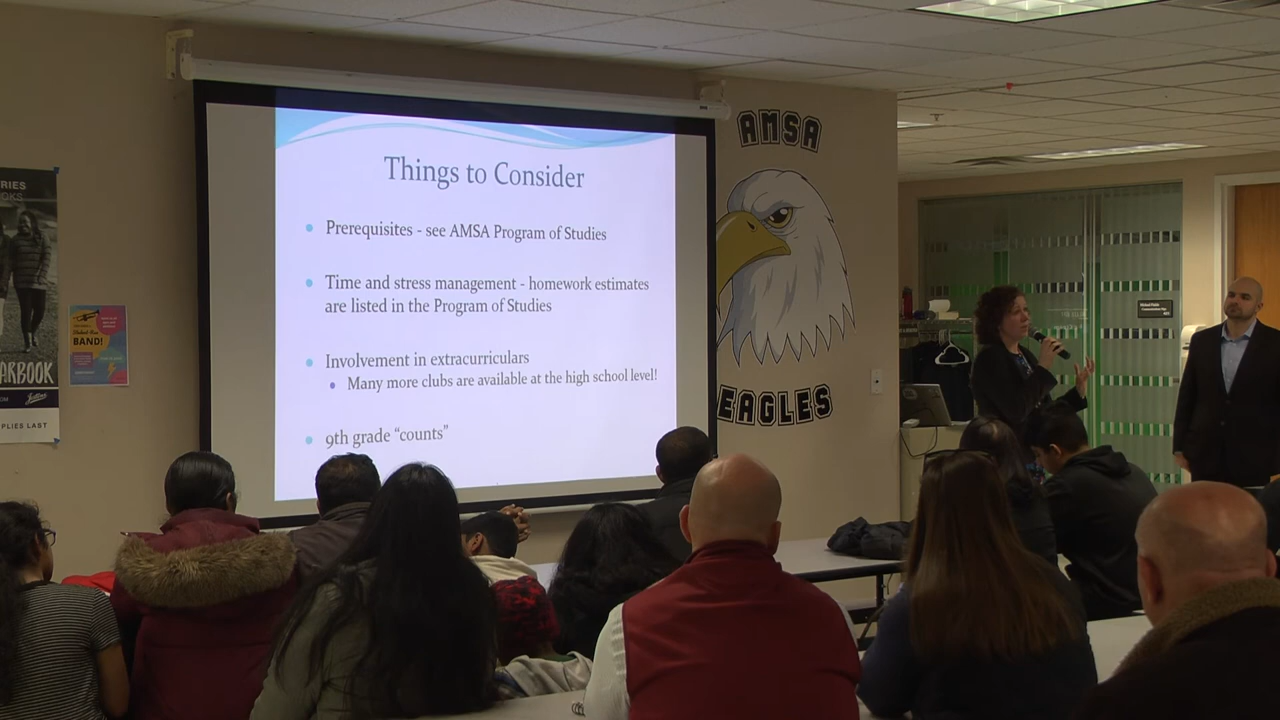 Things to Consider
Prerequisites - see AMSA Program of Studies
Time and stress management - homework estimates
are listed in the Program of Studies
Involvement in extracurriculars
Many more clubs are available at the high school level!
9th grade “counts”
AMSA
EAGLES
RIES
ARBOOK
PLIES LAST
BAND!